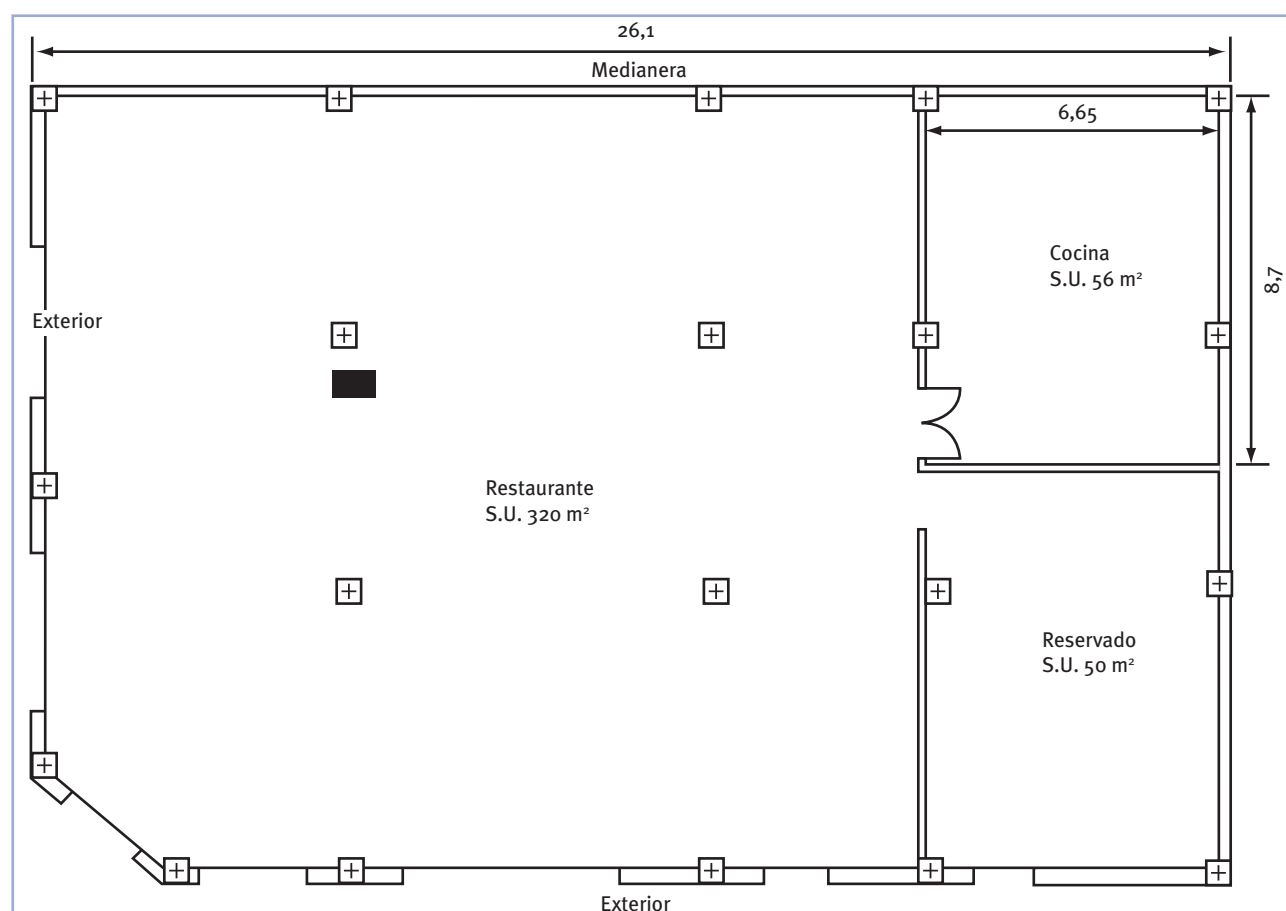 26,1
Medianera
6,65
Cocina
S.U. 56 m²
8,7
Exterior
Restaurante
S.U. 320 m²
Reservado
S.U. 50 m²
Exterior